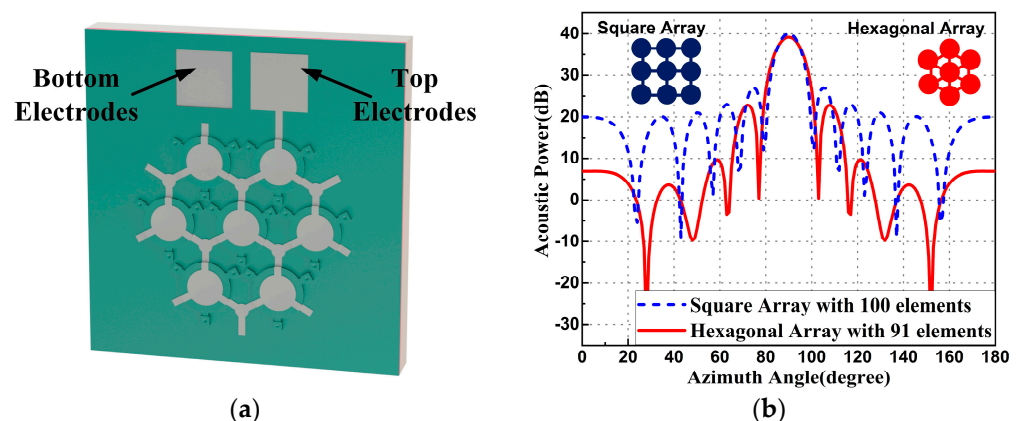 Bottom
Electrodes
Top
Electrodes
(a)
Square Array
Hexagonal Array
Acoustic Power(dB)
40
30
20
10
0
-10
-20
-30
Square Array with 100 elements
Hexagonal Array with 91 elements
0
20
40
60
80
100
120
140
160
180
Azimuth Angle(degree)
(b)